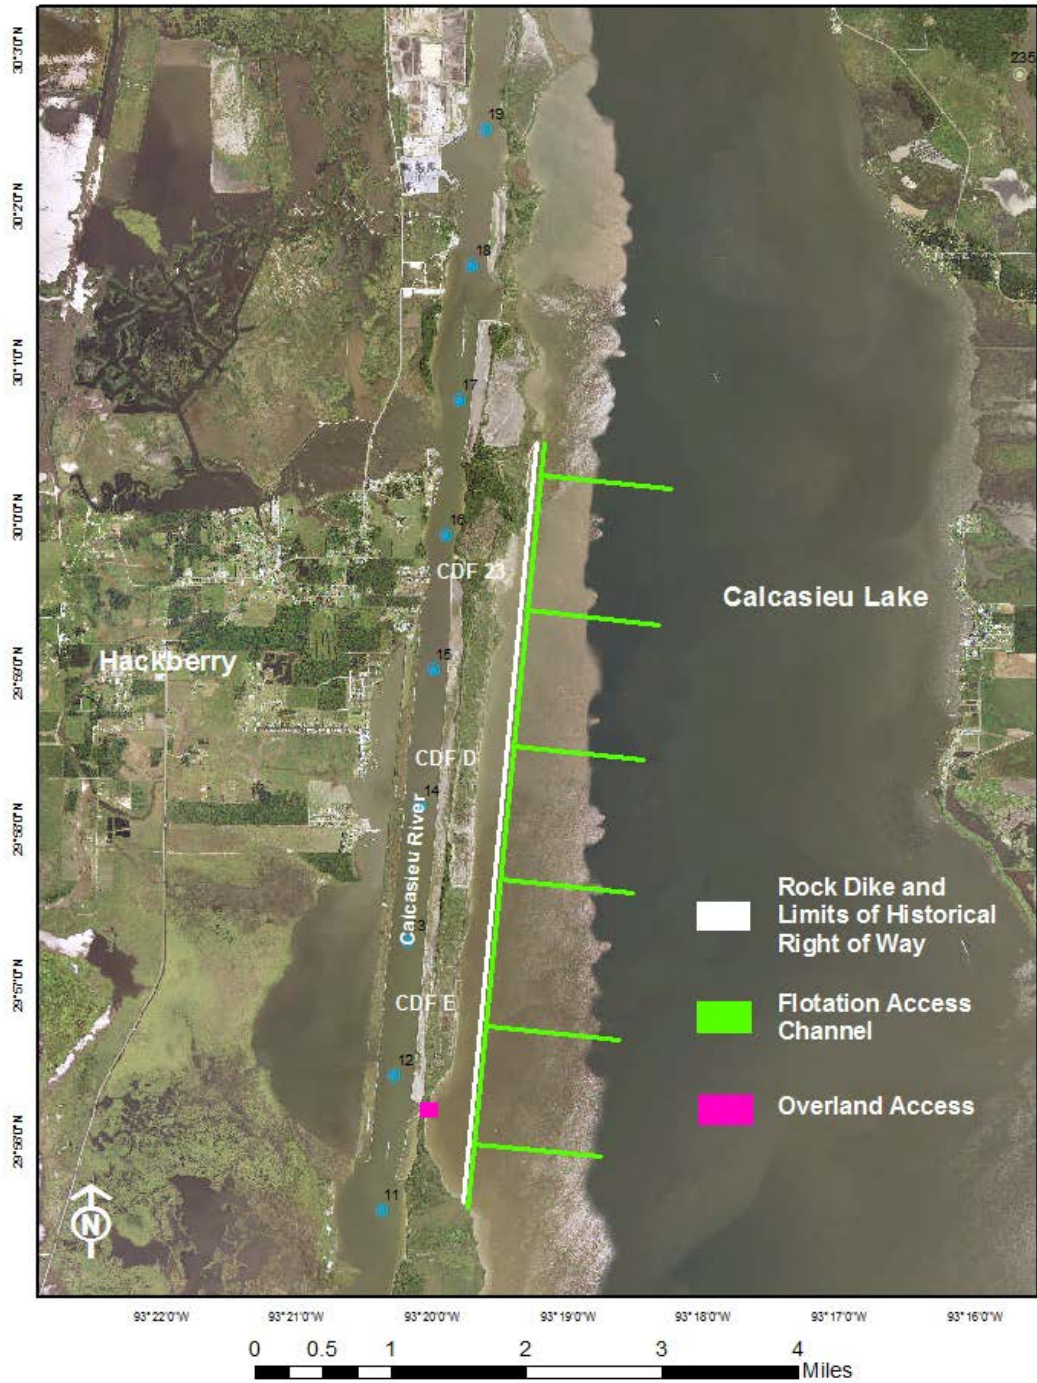 30°3'0"N
30°2'0"N
30°1'0"N
30°0'0"N
29°59'0"N
29°58'0"N
29°57'0"N
29°56'0"N
235
19
18
17
16
CDF 23
Calcasieu Lake
Hackberry
15
CDF D
14
Calcasieu River
3
CDF E
12
11
Rock Dike and
Limits of Historical
Right of Way
Flotation Access
Channel
Overland Access
N
93°22'0"W
93°21'0"W
93°20'0"W
93°19'0"W
93°18'0"W
93°17'0"W
93°16'0"W
0 0.5 1 2 3 4
Miles